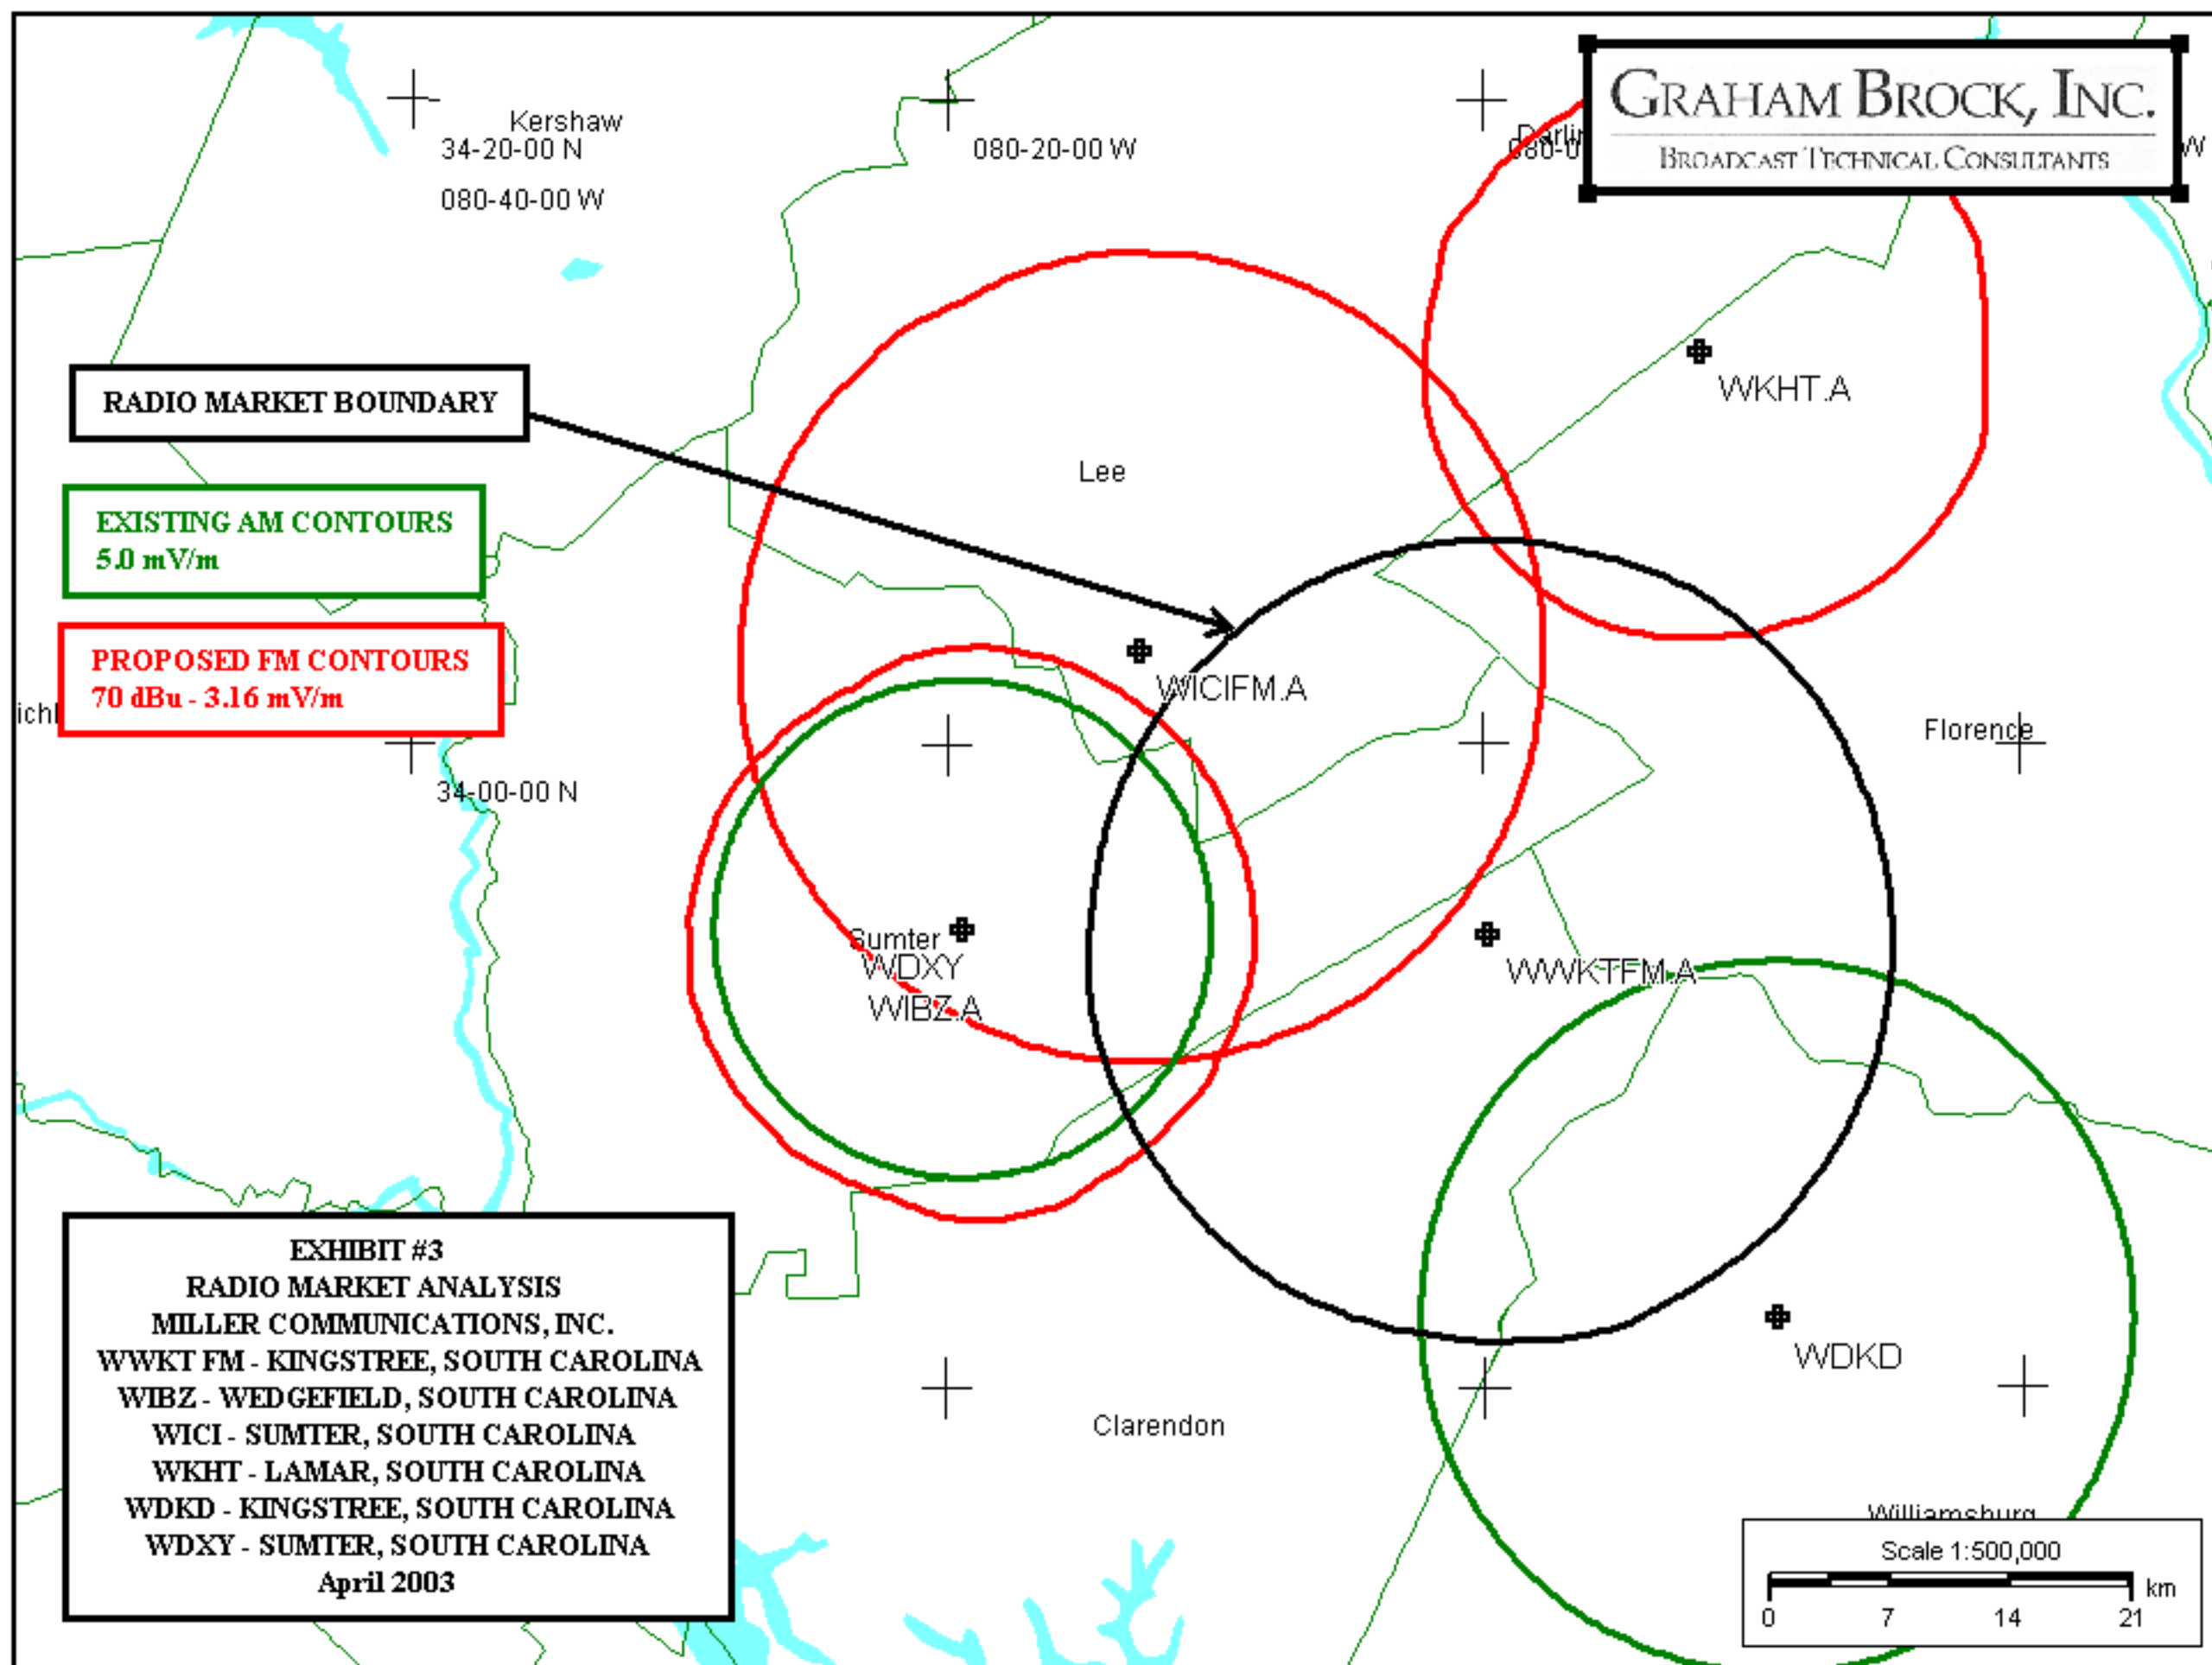 GRAHAM BROCK, INC.
BROADCAST TECHNICAL CONSULTANTS
Kershaw
34-20-00 N
080-40-00 W
080-20-00 W
080-0
W
RADIO MARKET BOUNDARY
WKHT.A
Lee
EXISTING AM CONTOURS
5.0 mV/m
PROPOSED FM CONTOURS
70 dBu - 3.16 mV/m
WICIFM.A
Florence
34-00-00 N
Sumter
WDXY
WIBZ.A
WWKTFM.A
WDKD
Clarendon
EXHIBIT #3
RADIO MARKET ANALYSIS
MILLER COMMUNICATIONS, INC.
WWKT FM - KINGSTREE, SOUTH CAROLINA
WIBZ - WEDGEFIELD, SOUTH CAROLINA
WICI - SUMTER, SOUTH CAROLINA
WKHT - LAMAR, SOUTH CAROLINA
WDKD - KINGSTREE, SOUTH CAROLINA
WDXY - SUMTER, SOUTH CAROLINA
April 2003
Williamsburg
Scale 1:500,000
km
0 7 14 21